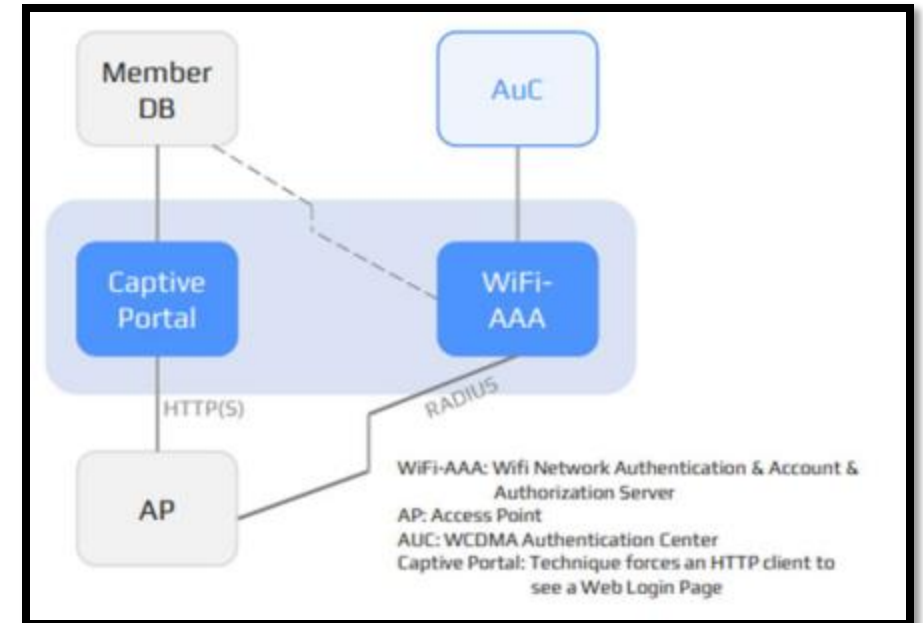 Member
DB
AuC
Captive
Portal
WiFi-
AAA
HTTP(S)
RADIUS
AP
WiFi-AAA: Wifi Network Authentication & Account &
Authorization Server
AP: Access Point
AUC: WCDMA Authentication Center
Captive Portal: Technique forces an HTTP client to
see a Web Login Page